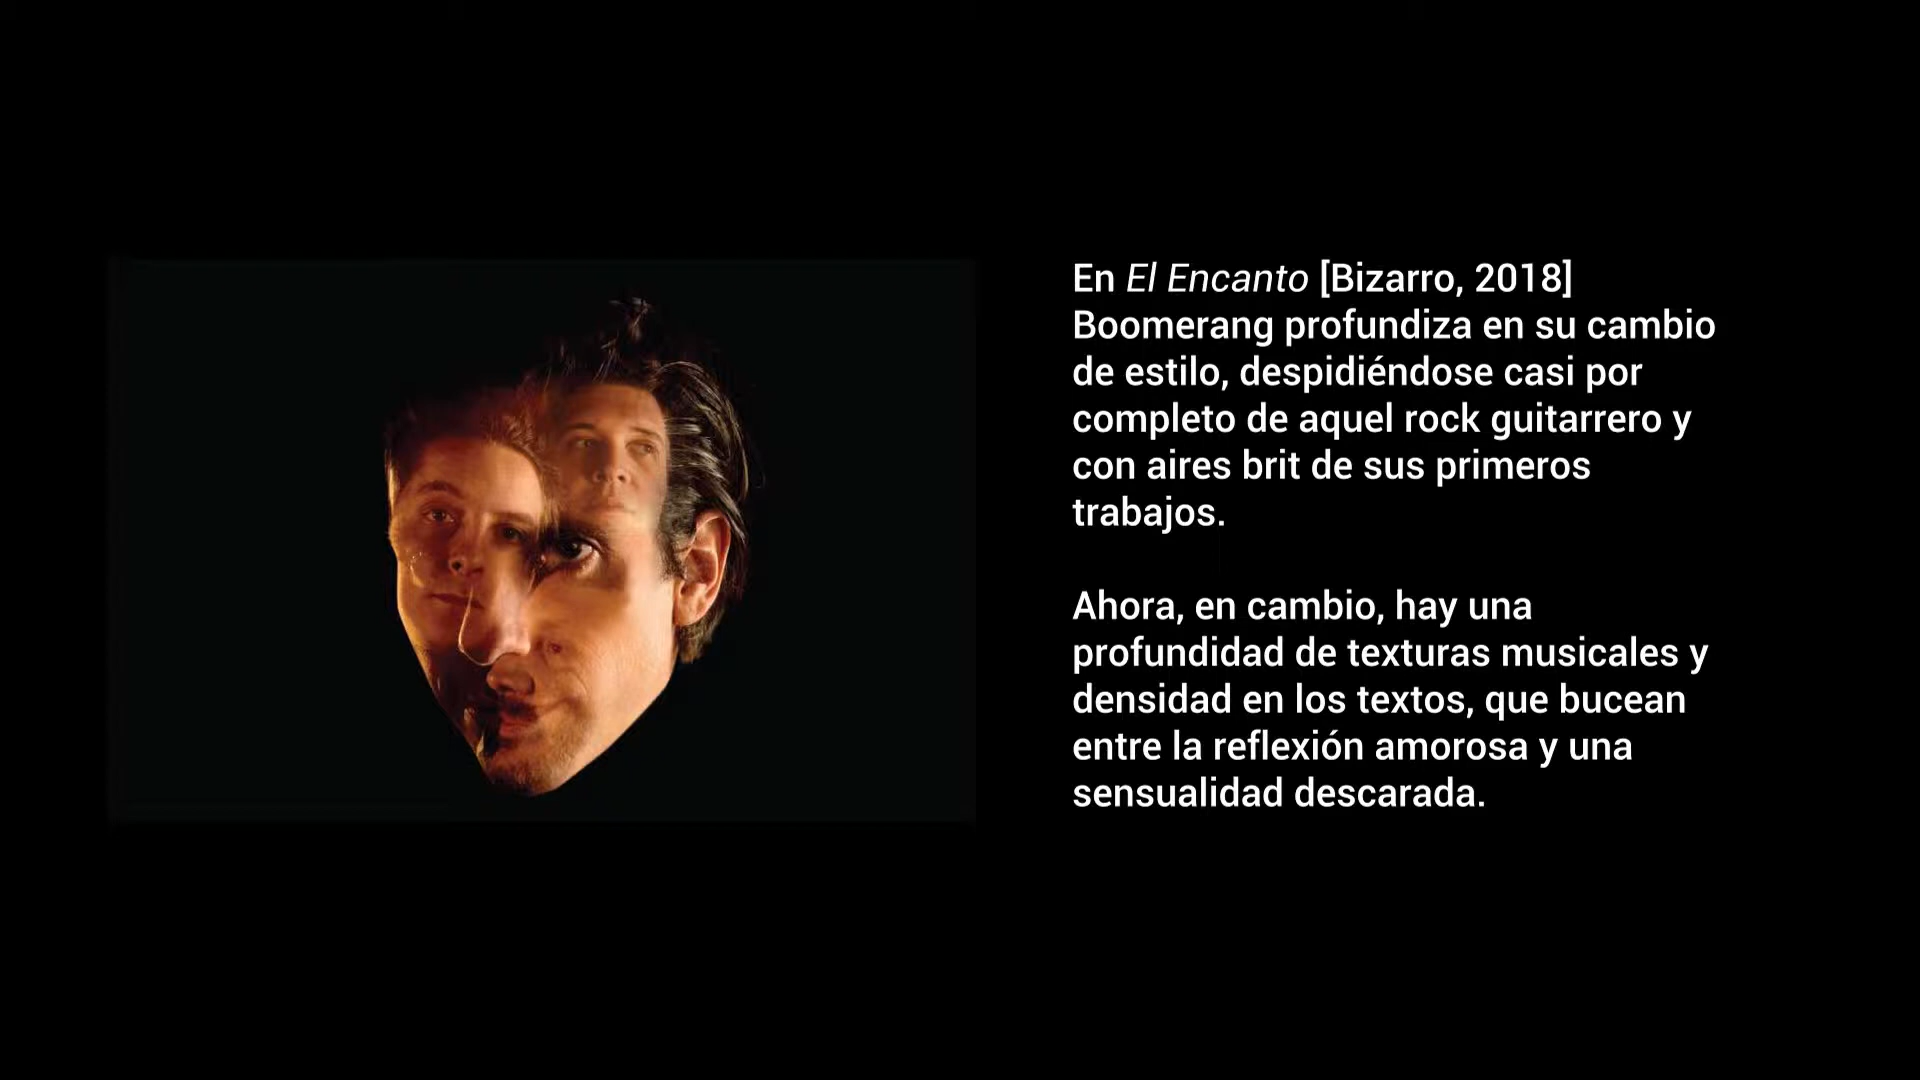 En El Encanto [Bizarro, 2018]
Boomerang profundiza en su cambio
de estilo, despidiéndose casi por
completo de aquel rock guitarrero y
con aires brit de sus primeros
trabajos.
Ahora, en cambio, hay una
profundidad de texturas musicales y
densidad en los textos, que bucean
entre la reflexión amorosa y una
sensualidad descarada.